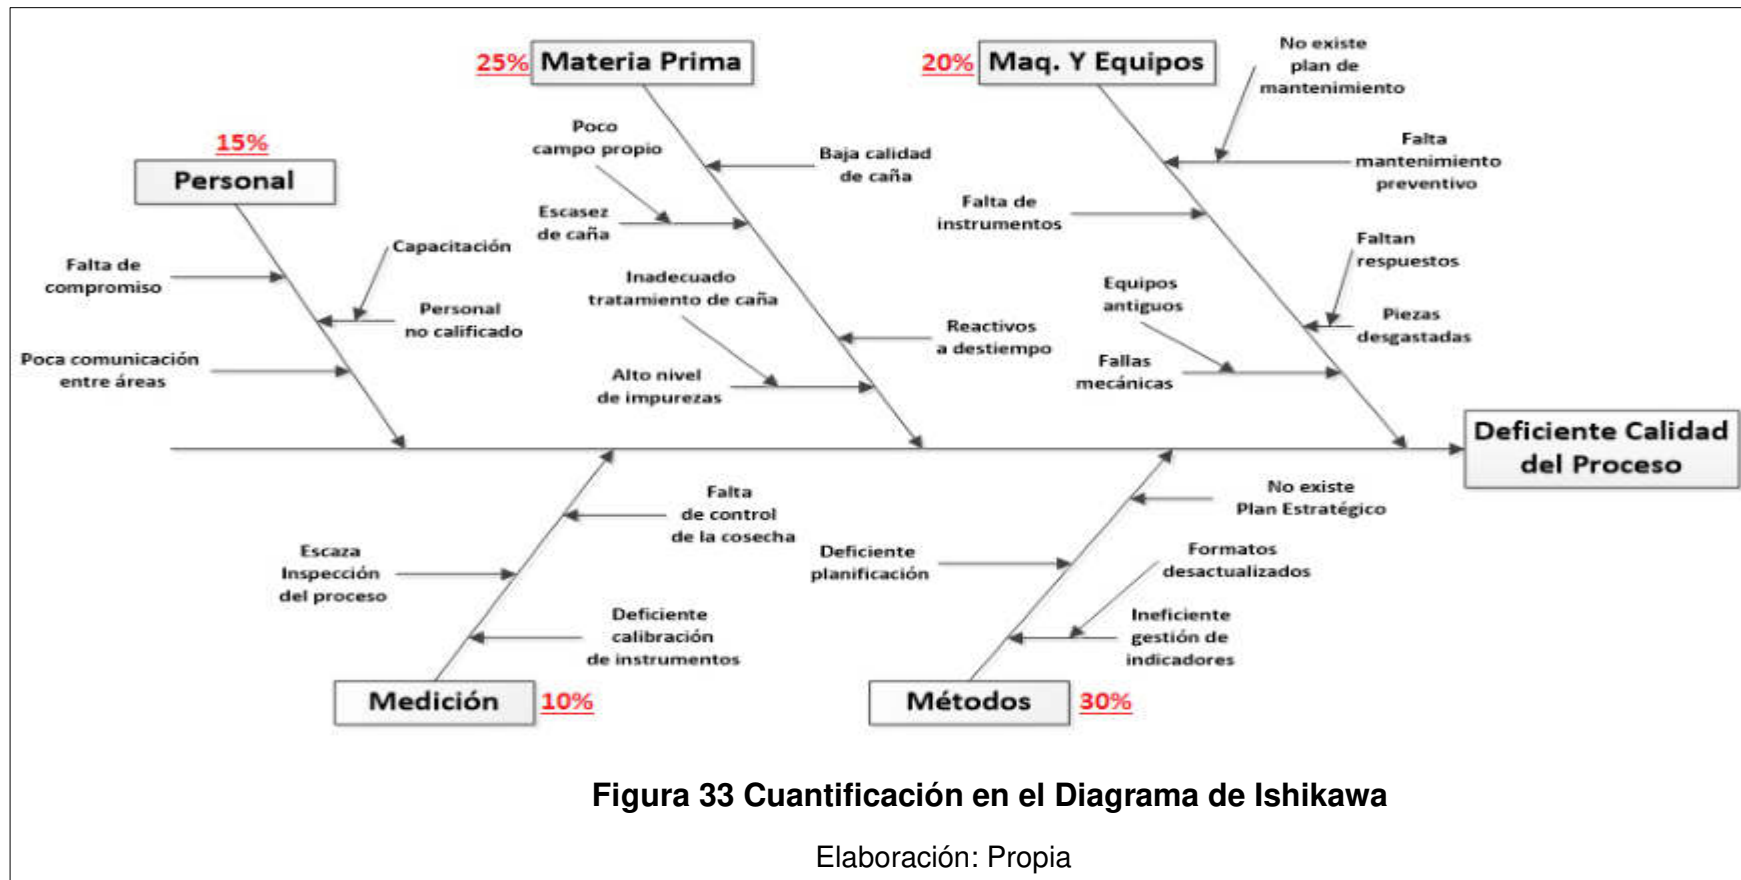 25%
Materia Prima
20%
Maq. Y Equipos
No existe
plan de
mantenimiento
15%
Personal
Poco
campo propio
Baja calidad
de caña
Falta
mantenimiento
preventivo
Escasez
de caña
Falta de
instrumentos
Capacitación
Faltan
respuestos
Falta de
compromiso
Inadecuado
tratamiento de caña
Equipos
antiguos
Personal
no calificado
Reactivos
a destiempo
Piezas
desgastadas
Poca comunicación
entre áreas
Alto nivel
de impurezas
Fallas
mecánicas
Deficiente Calidad
del Proceso
Falta
de control
de la cosecha
No existe
Plan Estratégico
Escaza
Inspección
del proceso
Deficiente
planificación
Formatos
desactualizados
Deficiente
calibración
de instrumentos
Ineficiente
gestión de
indicadores
Medición
10%
Métodos
30%
Figura 33 Cuantificación en el Diagrama de Ishikawa
Elaboración: Propia